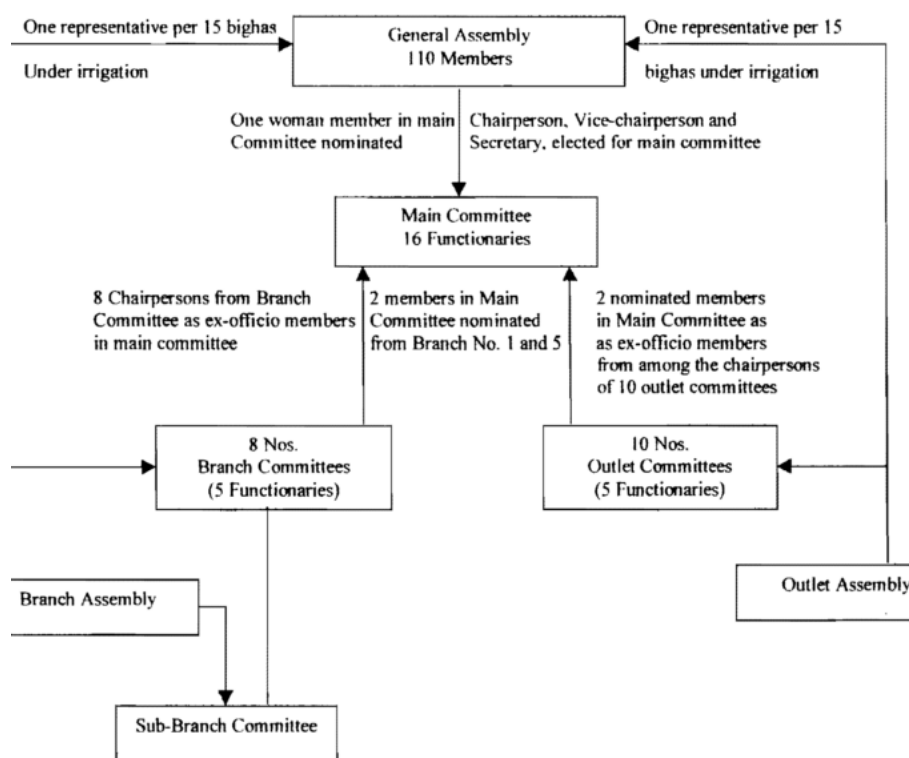 One representative per 15 bighas
Under irrigation
General Assembly
110 Members
One representative per 15
bighas under irrigation
One woman member in main
Committee nominated
Chairperson, Vice-chairperson and
Secretary, elected for main committee
Main Committee
16 Functionaries
8 Chairpersons from Branch
Committee as ex-officio members
in main committee
2 members in Main
Committee nominated
from Branch No. 1 and 5
2 nominated members
in Main Committee as
as ex-officio members
from among the chairpersons
of 10 outlet committees
8 Nos.
Branch Committees
(5 Functionaries)
10 Nos.
Outlet Committees
(5 Functionaries)
Branch Assembly
Outlet Assembly
Sub-Branch Committee